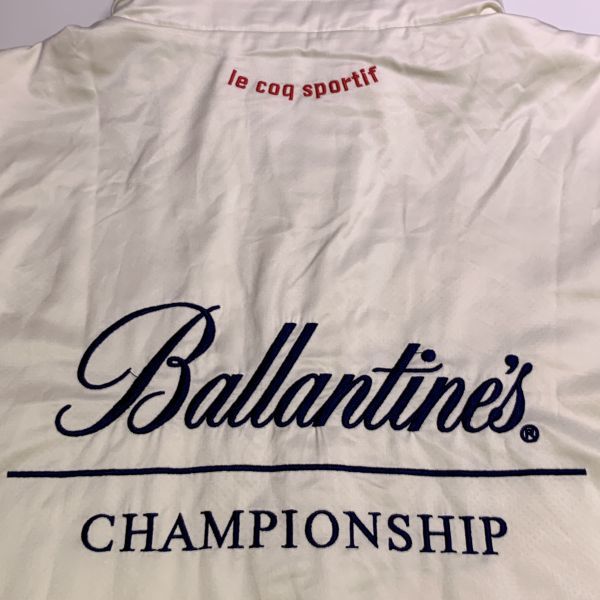 le coq sportif
Ballantine's®
CHAMPIONSHIP